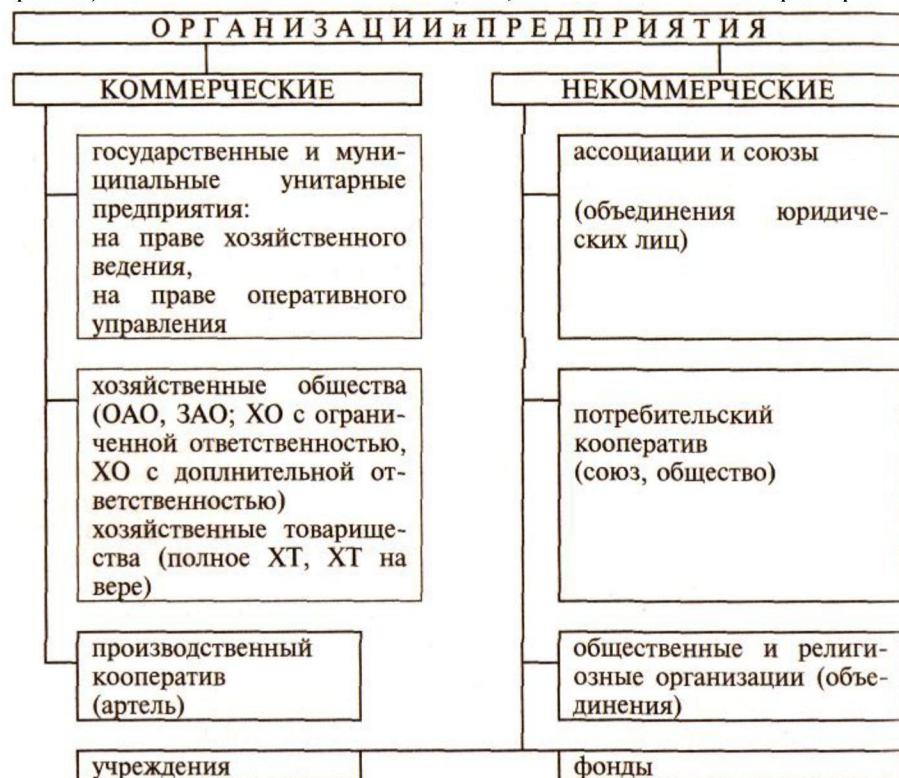 ОРГАНИЗАЦИИ и ПРЕДПРИЯТИЯ
КОММЕРЧЕСКИЕ
НЕКОММЕРЧЕСКИЕ
государственные и муни-
ципальные унитарные
предприятия:
на праве хозяйственного
ведения,
на праве оперативного
управления
ассоциации и союзы
(объединения юридиче-
ских лиц)
хозяйственные общества
(ОАО, ЗАО; ХО с ограни-
ченной ответственностью,
ХО с доплнительной от-
ветственностью)
хозяйственные товарище-
ства (полное ХТ, ХТ на
вере)
потребительский
кооператив
(союз, общество)
производственный
кооператив
(артель)
общественные и религи-
озные организации (объе-
динения)
учреждения
фонды